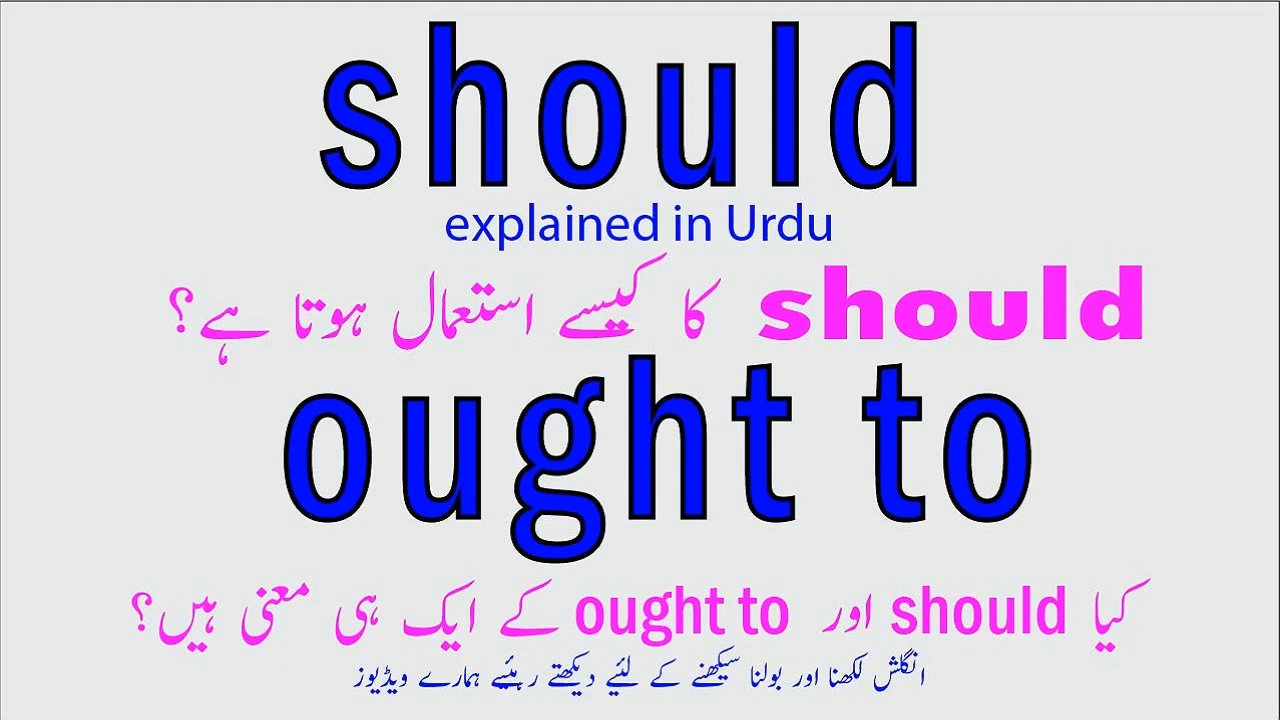 should
explained in Urdu
should کا کیسے استعمال ہوتا ہے؟
ought to
کیا should اور ought to کے ایک ہی معنی ہیں؟
انگلش لکھنا اور بولنا سیکھنے کے لئیے دیکھتے رہئیے ہمارے ویڈیوز